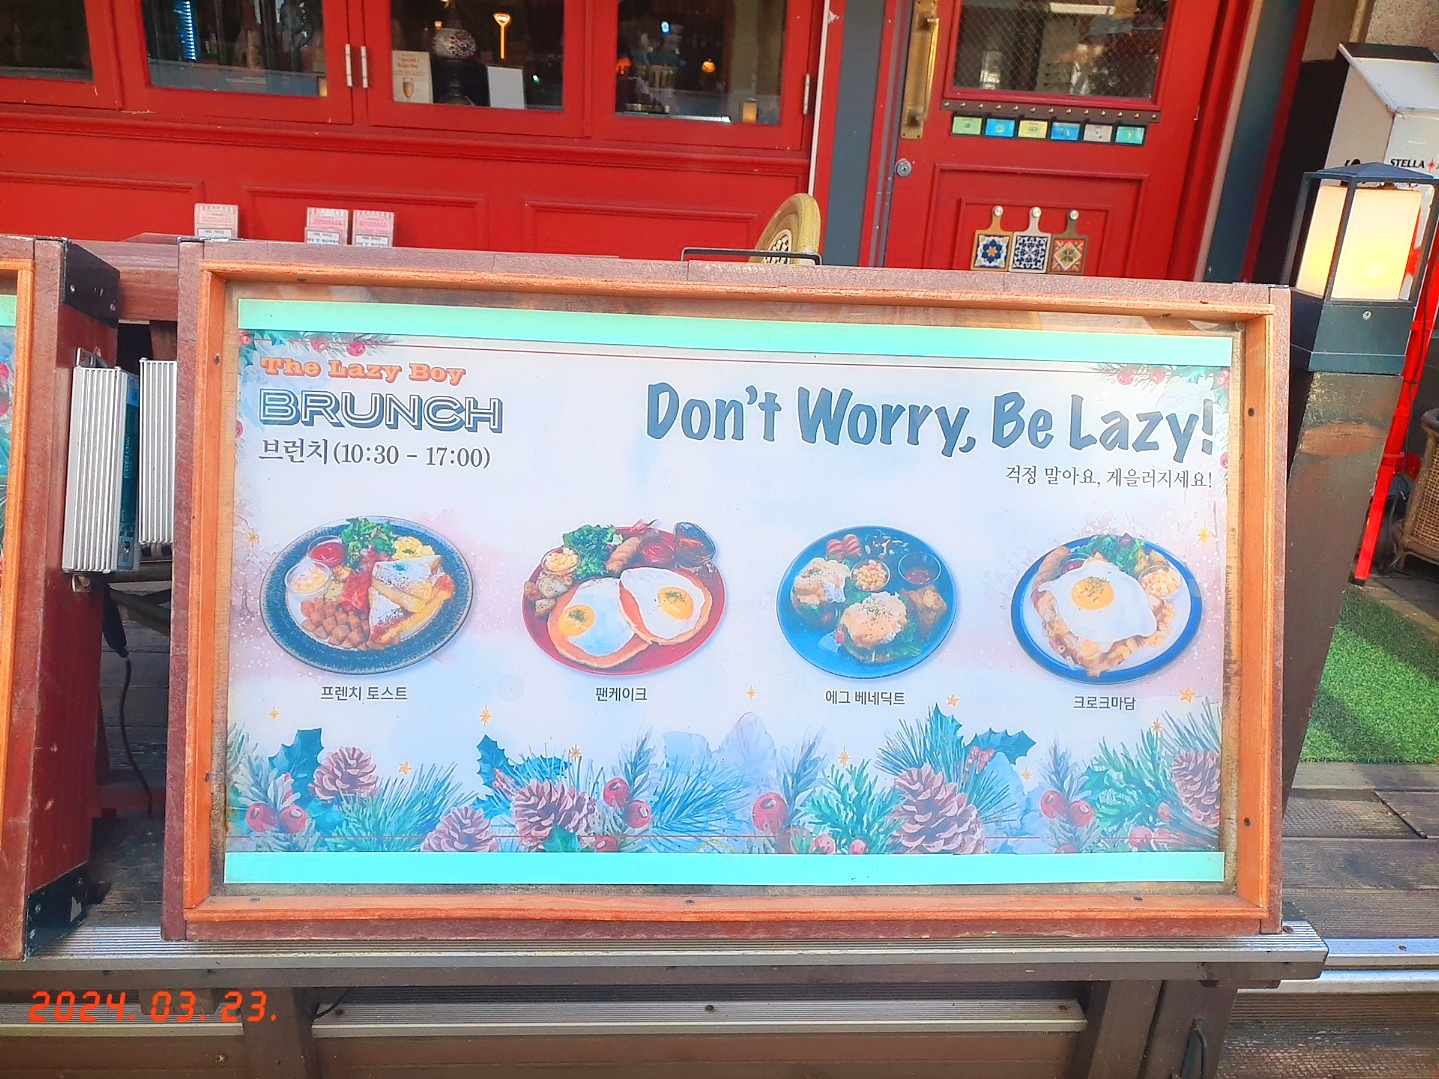 The Lazy Boy
BRUNCH
브런치(10:30 - 17:00)
Don't Worry, Be Lazy!
걱정 말아요, 게을러지세요!
프렌치 토스트
팬케이크
에그 베네딕트
크로크마담
STELLA
2024. 03. 23.